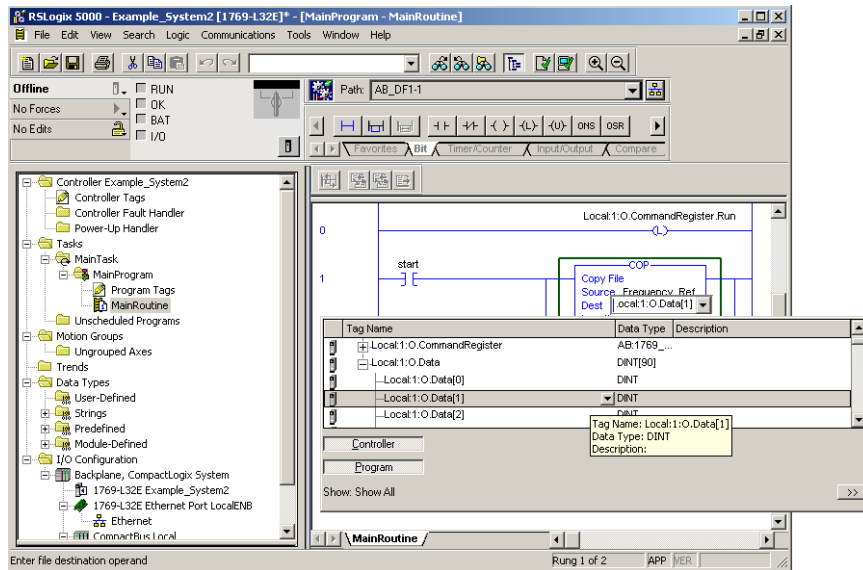 RSLogix 5000 - Example_System2 [1769-L32E]* - [MainProgram - MainRoutine]
File Edit View Search Logic Communications Tools Window Help
Offline
RUN
No Forces
OK
No Edits
BAT
I/O
Path: AB_DF1-1
ONS OSR
Favorites Bit Timer/Counter Input/Output Compare
Controller Example_System2
Controller Tags
Controller Fault Handler
Power-Up Handler
Tasks
MainTask
MainProgram
Program Tags
MainRoutine
Unscheduled Programs
Motion Groups
Ungrouped Axes
Trends
Data Types
User-Defined
Strings
Predefined
Module-Defined
I/O Configuration
Backplane, CompactLogix System
1769-L32E Example_System2
1769-L32E Ethernet Port LocalENB
Ethernet
CompactBus Local
Local:1:O.CommandRegister.Run
0
L
start
COP
1
Copy File
Source Frequency_Ref
Dest .ocal:1:O.Data[1]
Tag Name Data Type Description
Local:1:O.CommandRegister AB:1769_...
Local:1:O.Data DINT[90]
Local:1:O.Data[0] DINT
Local:1:O.Data[1] DINT
Local:1:O.Data[2] DINT
Tag Name: Local:1:O.Data[1]
Data Type: DINT
Description:
Controller
Program
Show: Show All
>>
MainRoutine
Enter file destination operand
Rung 1 of 2 APP VER